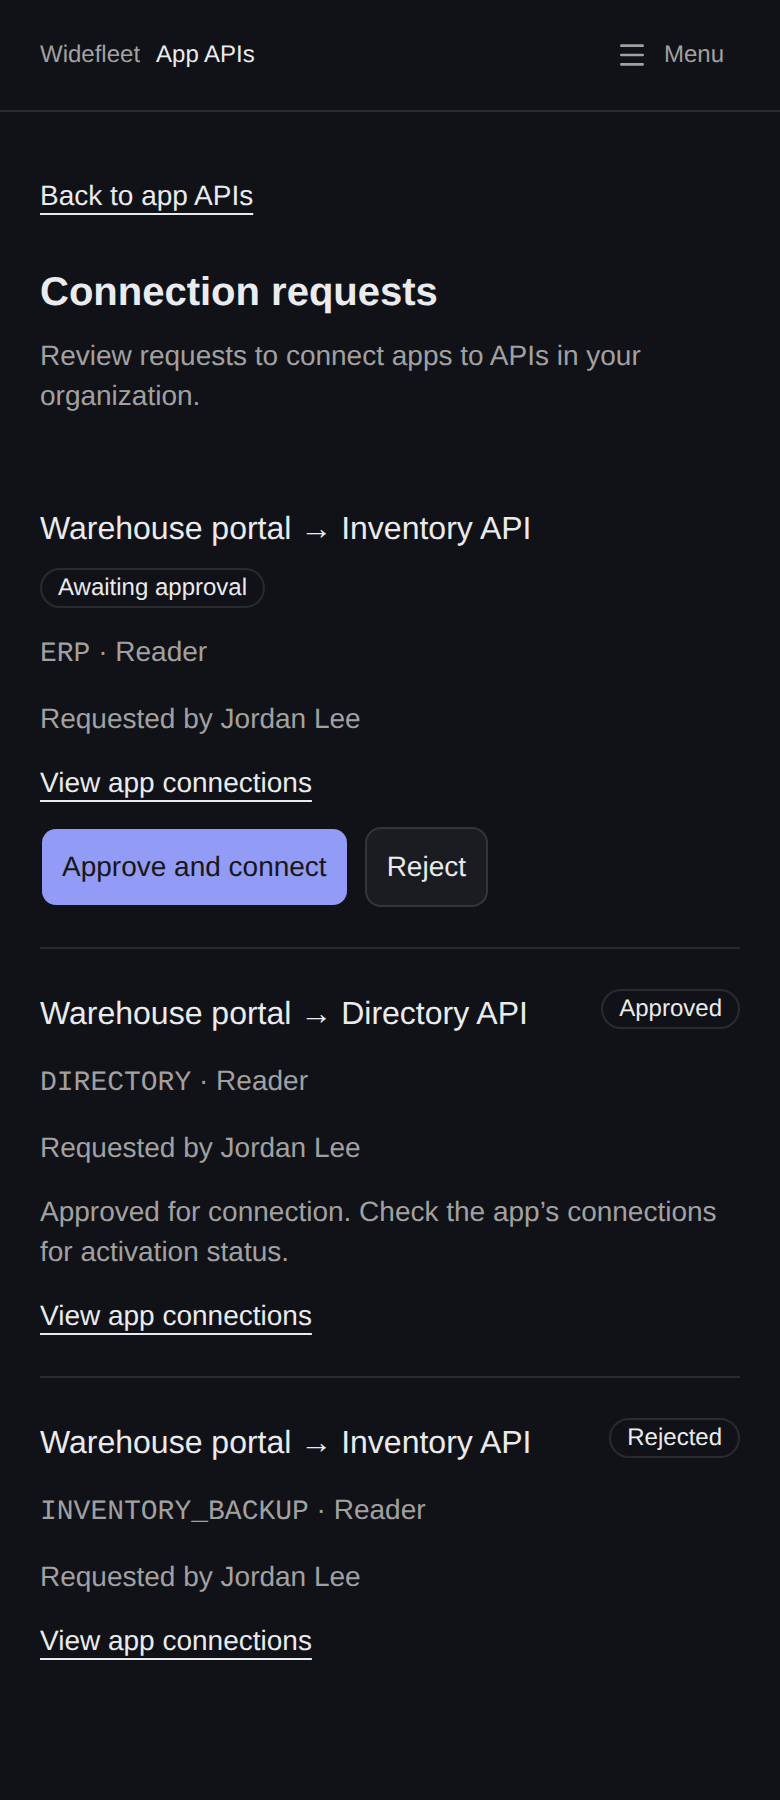 Widefleet App APIs Menu
Back to app APIs
Connection requests
Review requests to connect apps to APIs in your
organization.
Warehouse portal → Inventory API
Awaiting approval
ERP · Reader
Requested by Jordan Lee
View app connections
Approve and connect Reject
Warehouse portal → Directory API Approved
DIRECTORY · Reader
Requested by Jordan Lee
Approved for connection. Check the app’s connections
for activation status.
View app connections
Warehouse portal → Inventory API Rejected
INVENTORY_BACKUP · Reader
Requested by Jordan Lee
View app connections